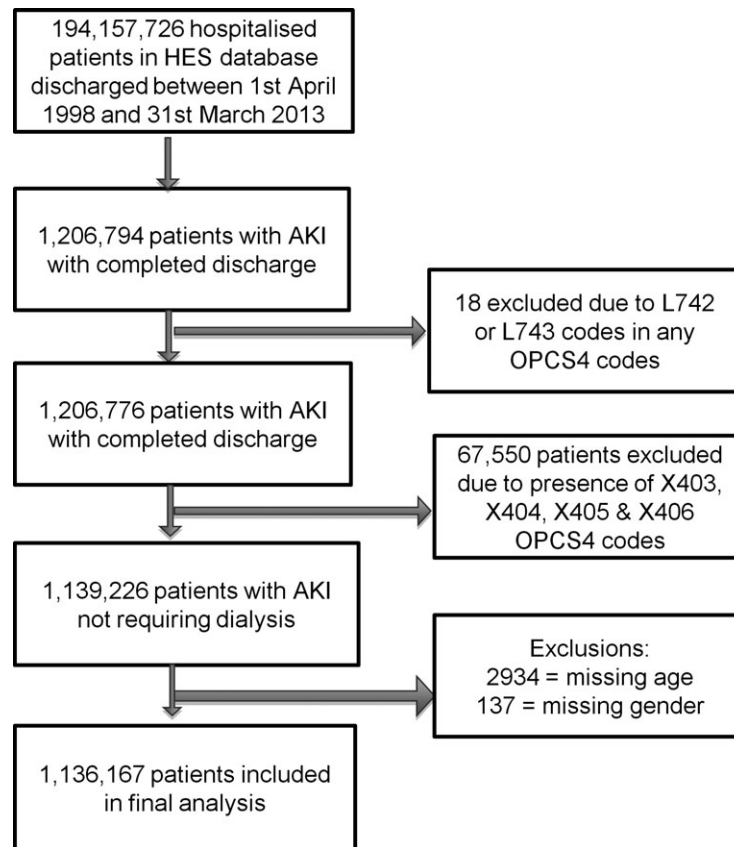 194,157,726 hospitalised
patients in HES database
discharged between 1st April
1998 and 31st March 2013
1,206,794 patients with AKI
with completed discharge
18 excluded due to L742
or L743 codes in any
OPCS4 codes
1,206,776 patients with AKI
with completed discharge
67,550 patients excluded
due to presence of X403,
X404, X405 & X406
OPCS4 codes
1,139,226 patients with AKI
not requiring dialysis
Exclusions:
2934 = missing age
137 = missing gender
1,136,167 patients included
in final analysis